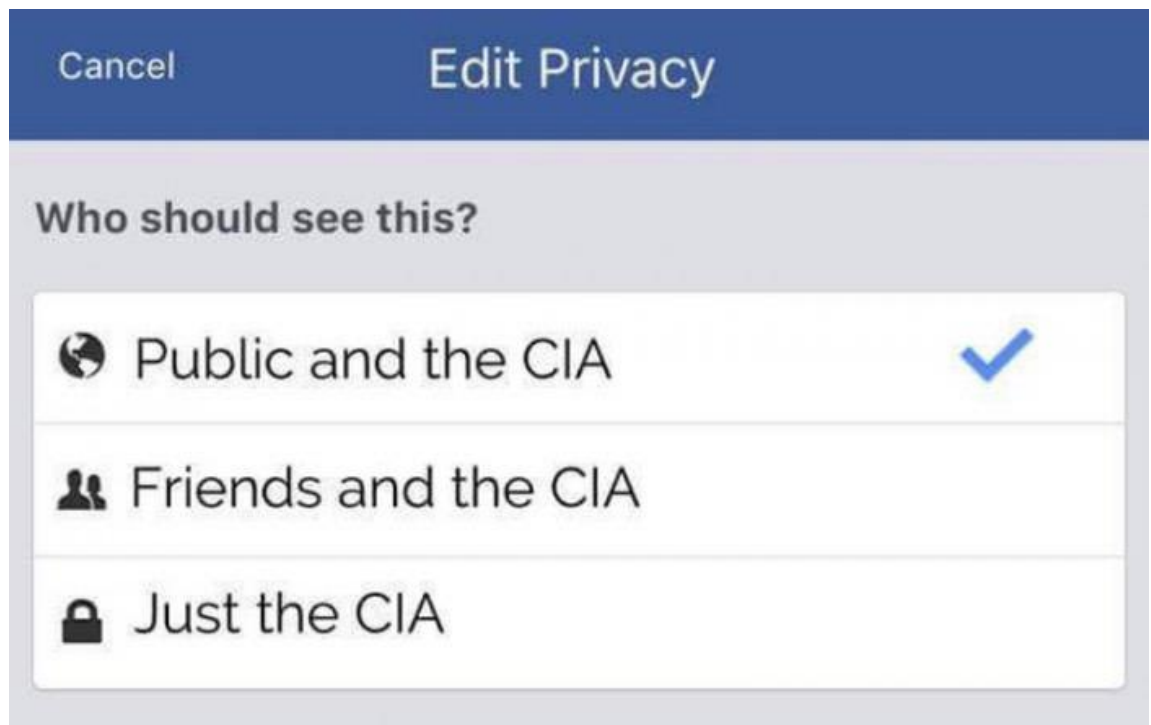 Cancel Edit Privacy
Who should see this?
Public and the CIA
Friends and the CIA
Just the CIA